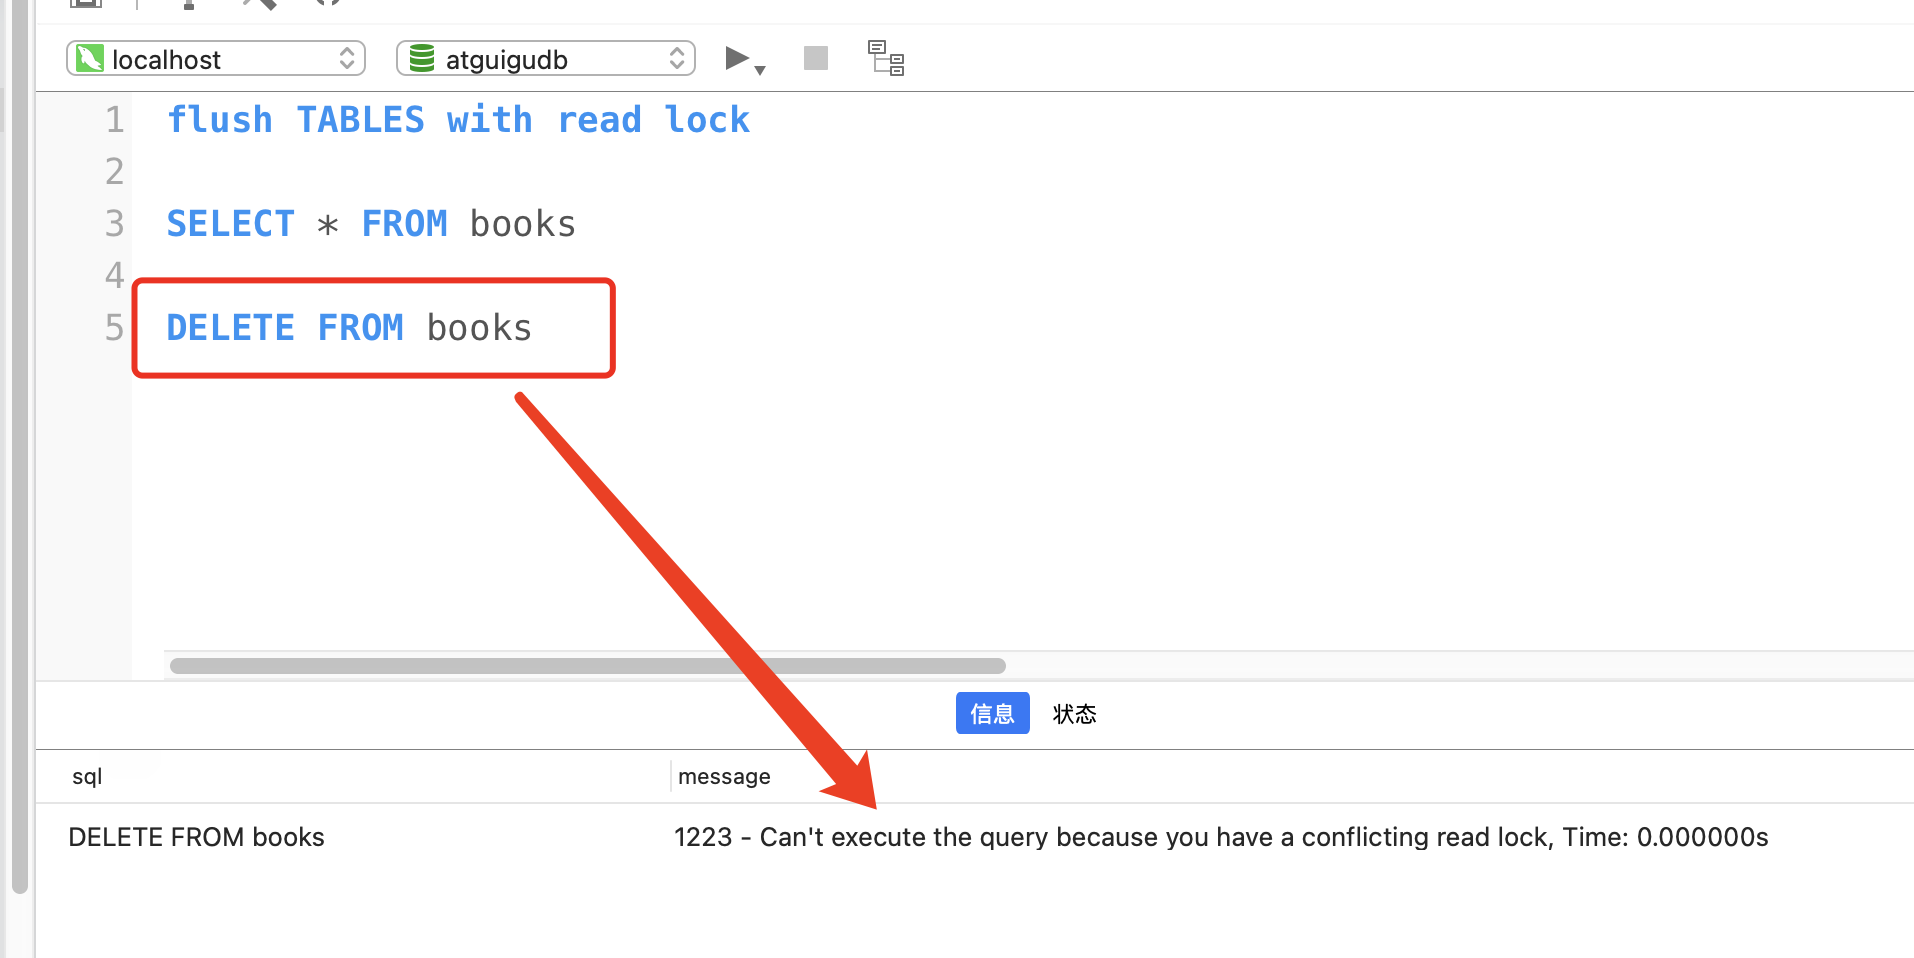 localhost atguigudb
1 flush TABLES with read lock
2
3 SELECT * FROM books
4
5 DELETE FROM books
信息 状态
sql message
DELETE FROM books 1223 - Can't execute the query because you have a conflicting read lock, Time: 0.000000s